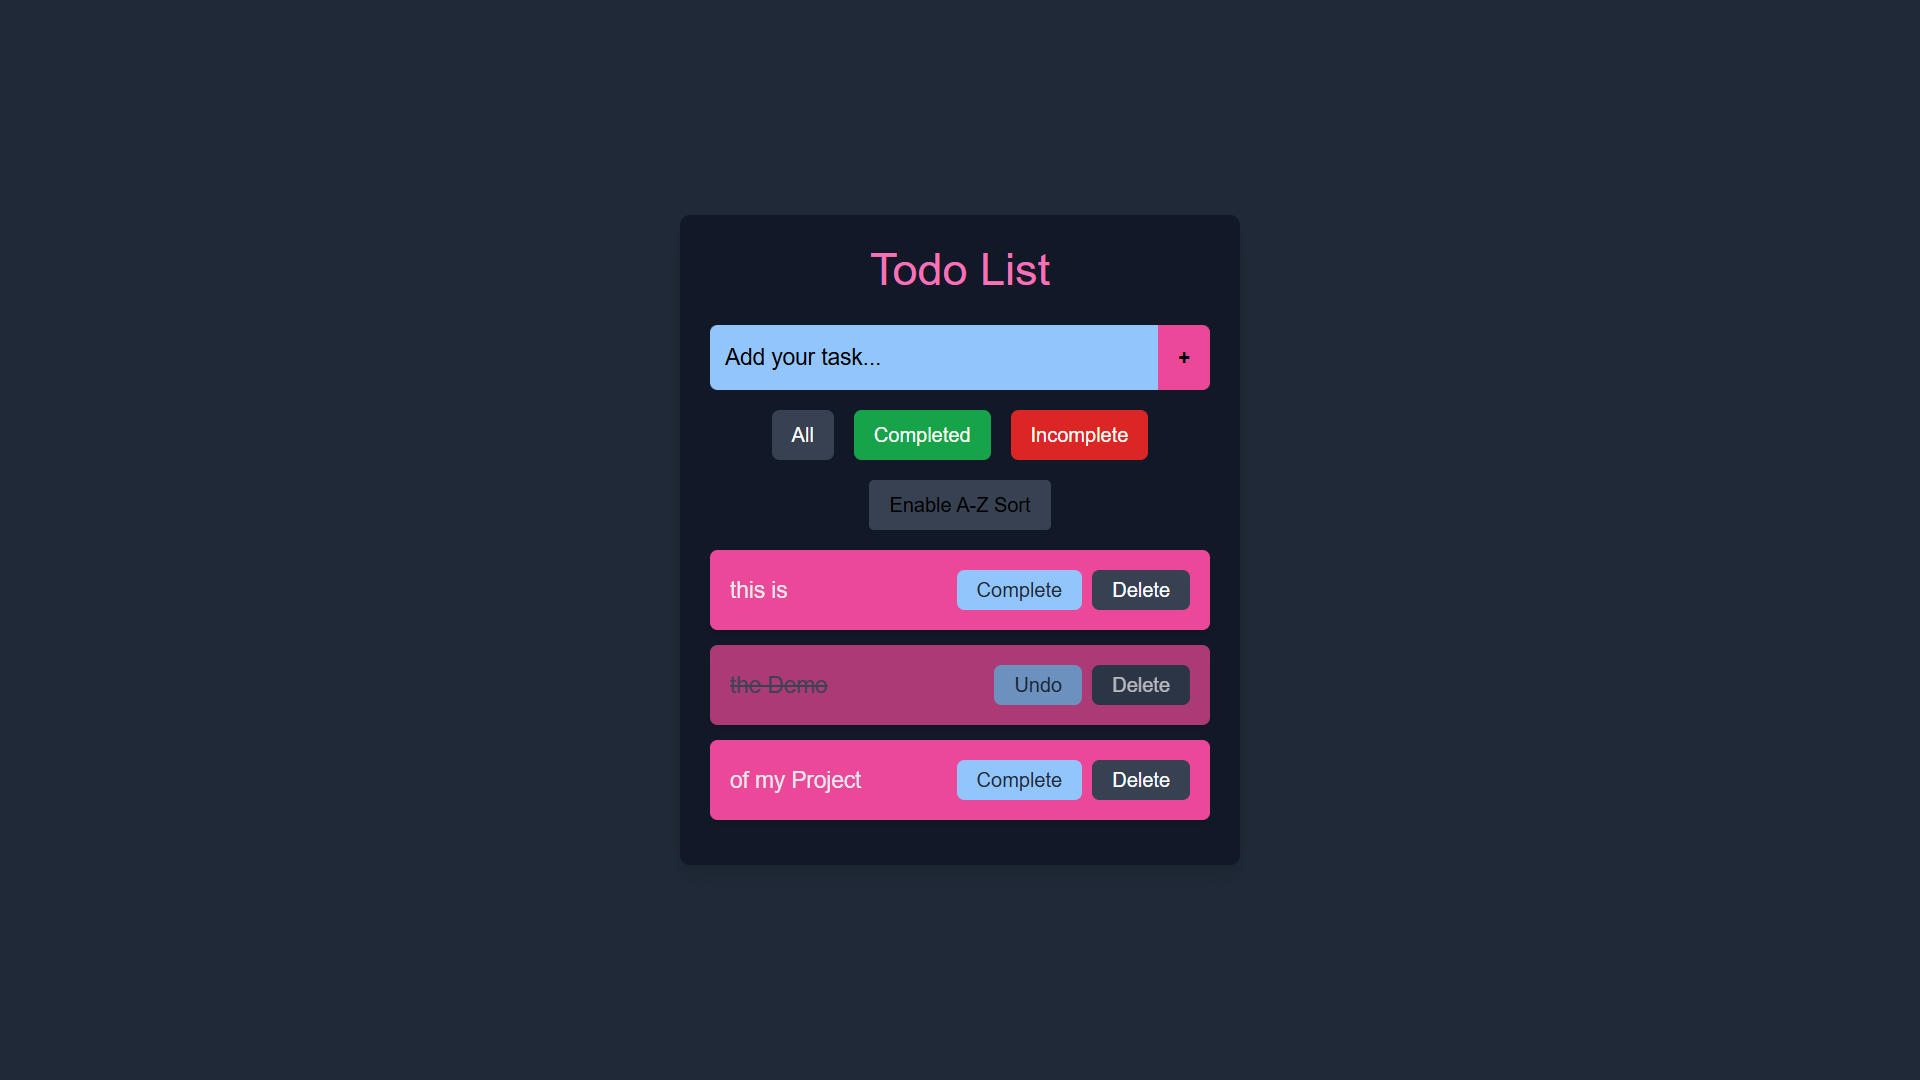 Todo List
Add your task...  +
All  Completed  Incomplete
Enable A-Z Sort
this is  Complete  Delete
the Demo  Undo  Delete
of my Project  Complete  Delete